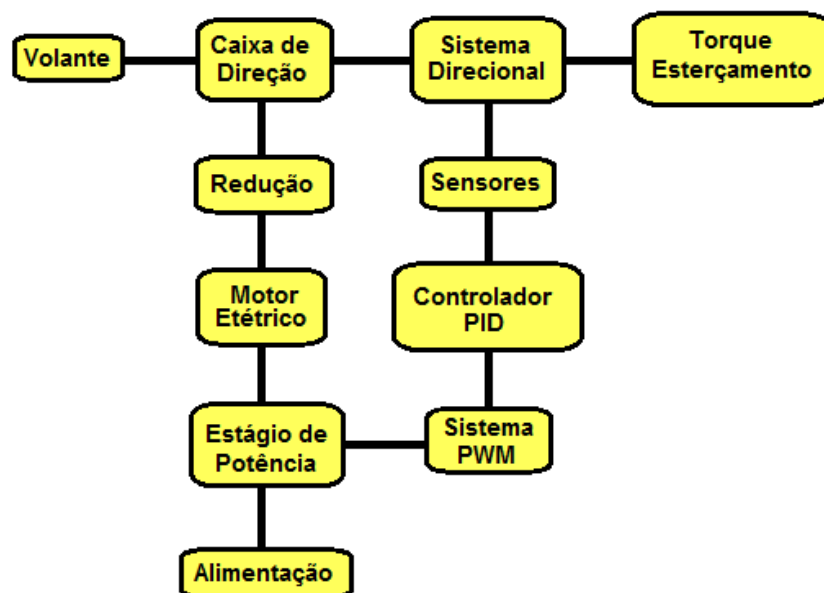 Volante
Caixa de
Direção
Sistema
Direcional
Torque
Esterçamento
Redução
Sensores
Motor
Etétrico
Controlador
PID
Estágio de
Potência
Sistema
PWM
Alimentação